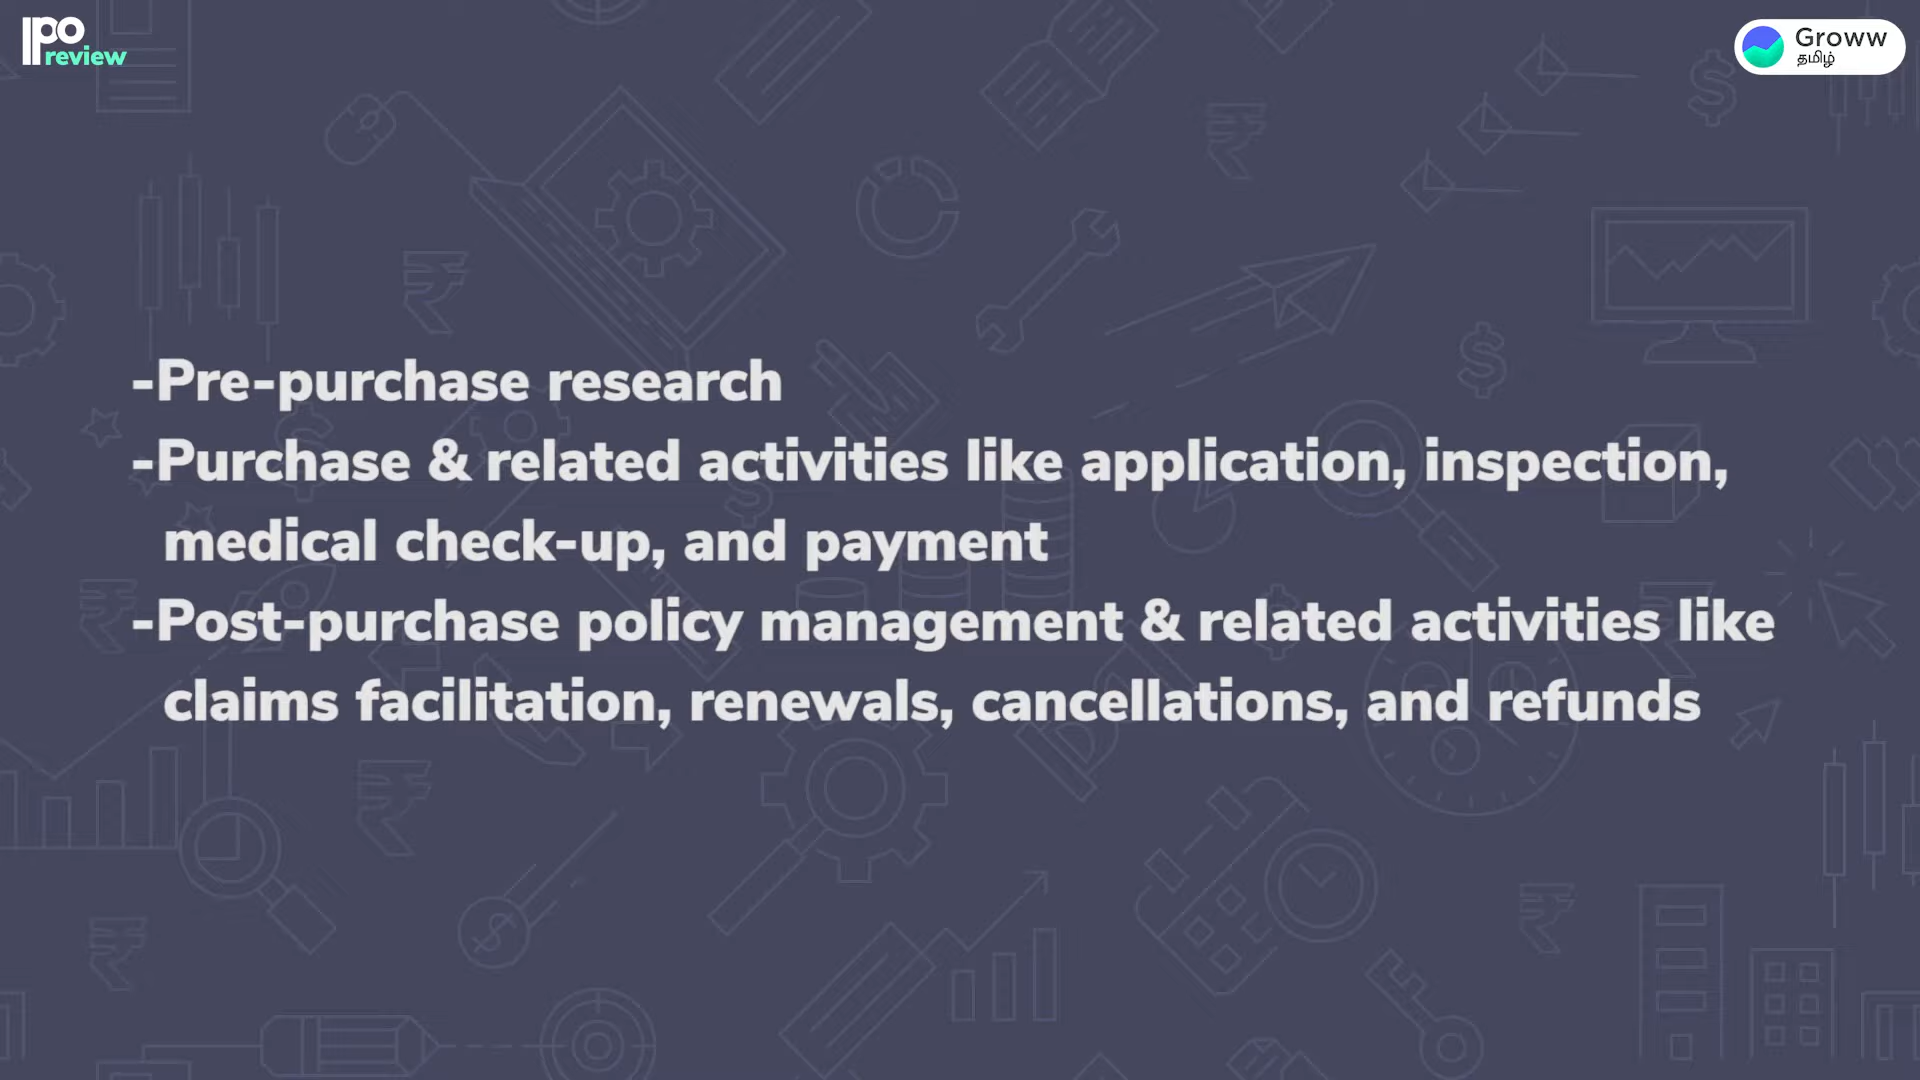 IPO
review
Groww
தமிழ்
-Pre-purchase research
-Purchase & related activities like application, inspection,
medical check-up, and payment
-Post-purchase policy management & related activities like
claims facilitation, renewals, cancellations, and refunds